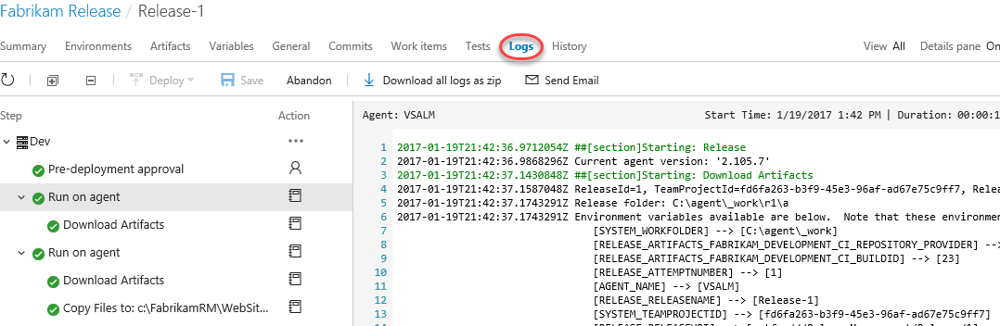 Fabrikam Release / Release-1
Summary Environments Artifacts Variables General Commits Work items Tests Logs History View All Details pane On
Deploy Save Abandon Download all logs as zip Send Email
Step Action
Agent: VSALM Start Time: 1/19/2017 1:42 PM | Duration: 00:00:1
Dev
Pre-deployment approval
Run on agent
Download Artifacts
Run on agent
Download Artifacts
Copy Files to: c:\FabrikamRM\WebSit...
1 2017-01-19T21:42:36.9712054Z ##[section]Starting: Release
2 2017-01-19T21:42:36.9868296Z Current agent version: '2.105.7'
3 2017-01-19T21:42:37.1430848Z ##[section]Starting: Download Artifacts
4 2017-01-19T21:42:37.1587048Z ReleaseId=1, TeamProjectId=fd6fa263-b3f9-45e3-96af-ad67e75c9ff7, Relea
5 2017-01-19T21:42:37.1743291Z Release folder: C:\agent\_work\r1\a
6 2017-01-19T21:42:37.1743291Z Environment variables available are below. Note that these environmen
7 [SYSTEM_WORKFOLDER] --> [C:\agent\_work]
8 [RELEASE_ARTIFACTS_FABRIKAM_DEVELOPMENT_CI_REPOSITORY_PROVIDER] -->
9 [RELEASE_ARTIFACTS_FABRIKAM_DEVELOPMENT_CI_BUILDID] --> [23]
10 [RELEASE_ATTEMPTNUMBER] --> [1]
11 [AGENT_NAME] --> [VSALM]
12 [RELEASE_RELEASENAME] --> [Release-1]
13 [SYSTEM_TEAMPROJECTID] --> [fd6fa263-b3f9-45e3-96af-ad67e75c9ff7]